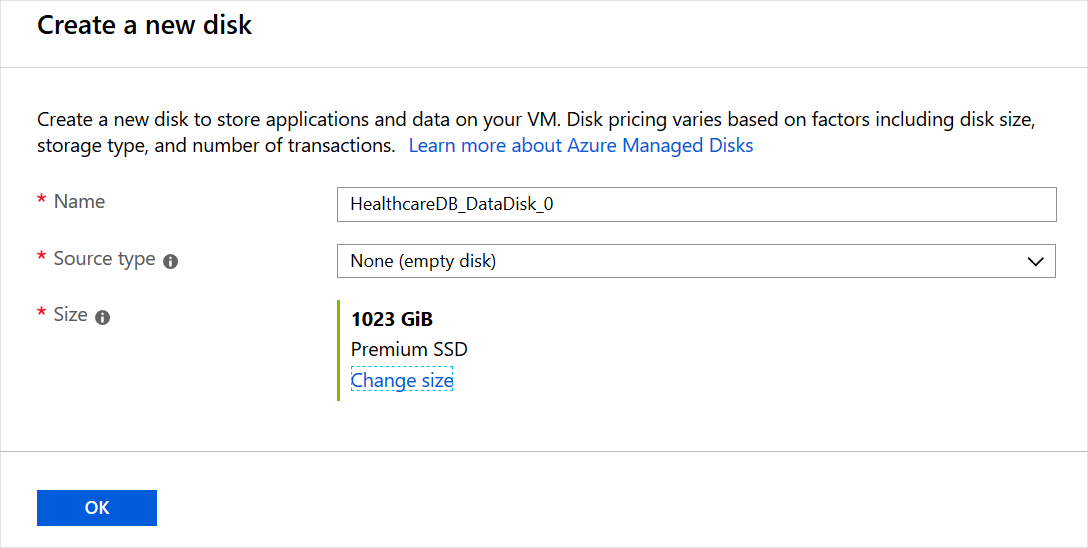 Create a new disk
Create a new disk to store applications and data on your VM. Disk pricing varies based on factors including disk size,
storage type, and number of transactions. Learn more about Azure Managed Disks
* Name
HealthcareDB_DataDisk_0
* Source type
None (empty disk)
* Size
1023 GiB
Premium SSD
Change size
OK